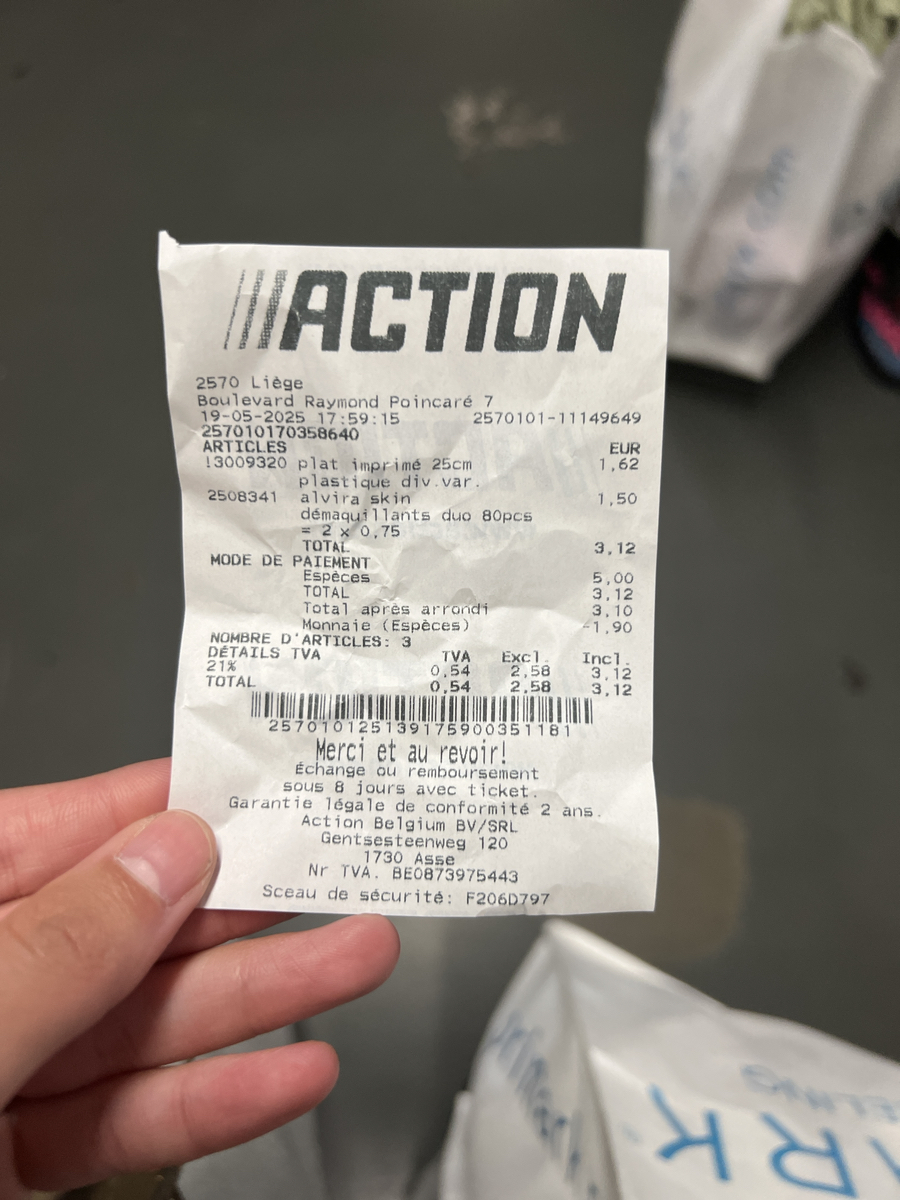 ACTION
2570 Liège
Boulevard Raymond Poincaré 7
19-05-2025 17:59:15 2570101-11149649
257010170358640
ARTICLES EUR
!3009320 plat imprimé 25cm 1,62
plastique div.var.
2508341 alvira skin 1,50
démaquillants duo 80pcs
= 2 x 0,75
TOTAL 3,12
MODE DE PAIEMENT
Espèces 5,00
TOTAL 3,12
Total après arrondi 3,10
Monnaie (Espèces) -1,90
NOMBRE D'ARTICLES: 3
DÉTAILS TVA TVA Excl. Incl.
21% 0,54 2,58 3,12
TOTAL 0,54 2,58 3,12
257010125139175900351181
Merci et au revoir!
Échange ou remboursement
sous 8 jours avec ticket.
Garantie légale de conformité 2 ans.
Action Belgium BV/SRL
Gentsesteenweg 120
1730 Asse
Nr TVA. BE0873975443
Sceau de sécurité: F206D797